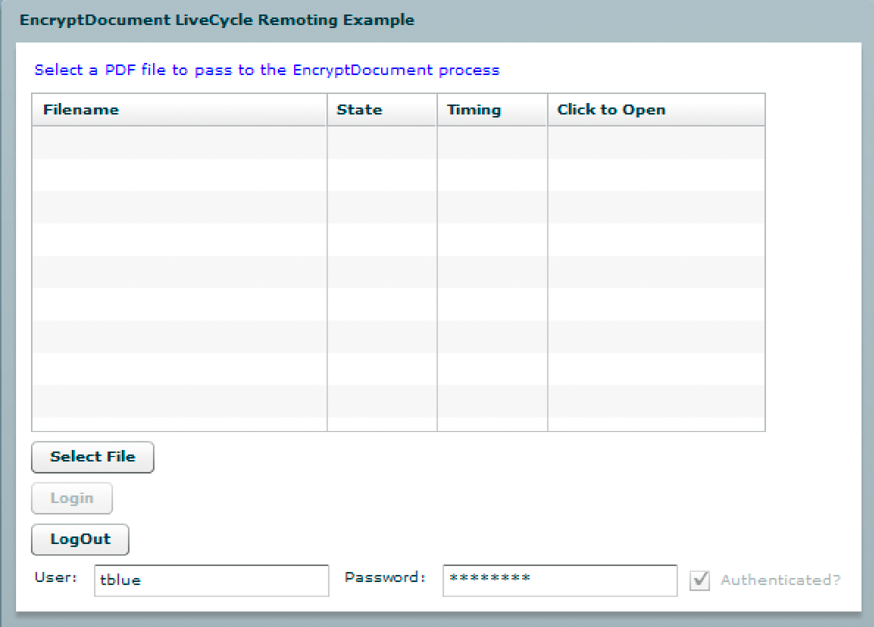 EncryptDocument LiveCycle Remoting Example
Select a PDF file to pass to the EncryptDocument process
Filename State Timing Click to Open
Select File
Login
LogOut
User: tblue Password: ******** Authenticated?